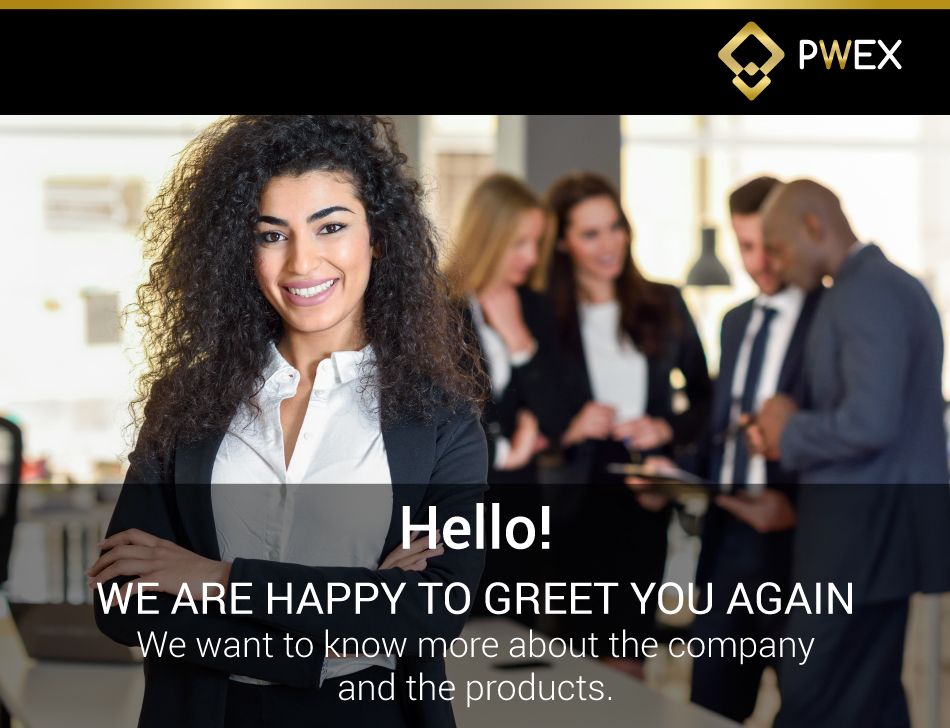 PWEX
Hello!
WE ARE HAPPY TO GREET YOU AGAIN
We want to know more about the company
and the products.